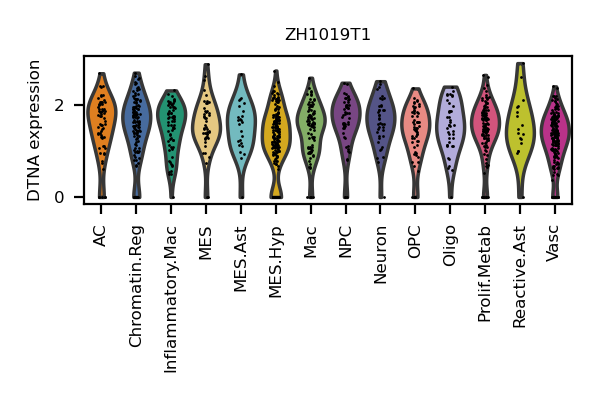 ZH1019T1
DTNA expression
2
0
AC
Chromatin.Reg
Inflammatory.Mac
MES
MES.Ast
MES.Hyp
Mac
NPC
Neuron
OPC
Oligo
Prolif.Metab
Reactive.Ast
Vasc